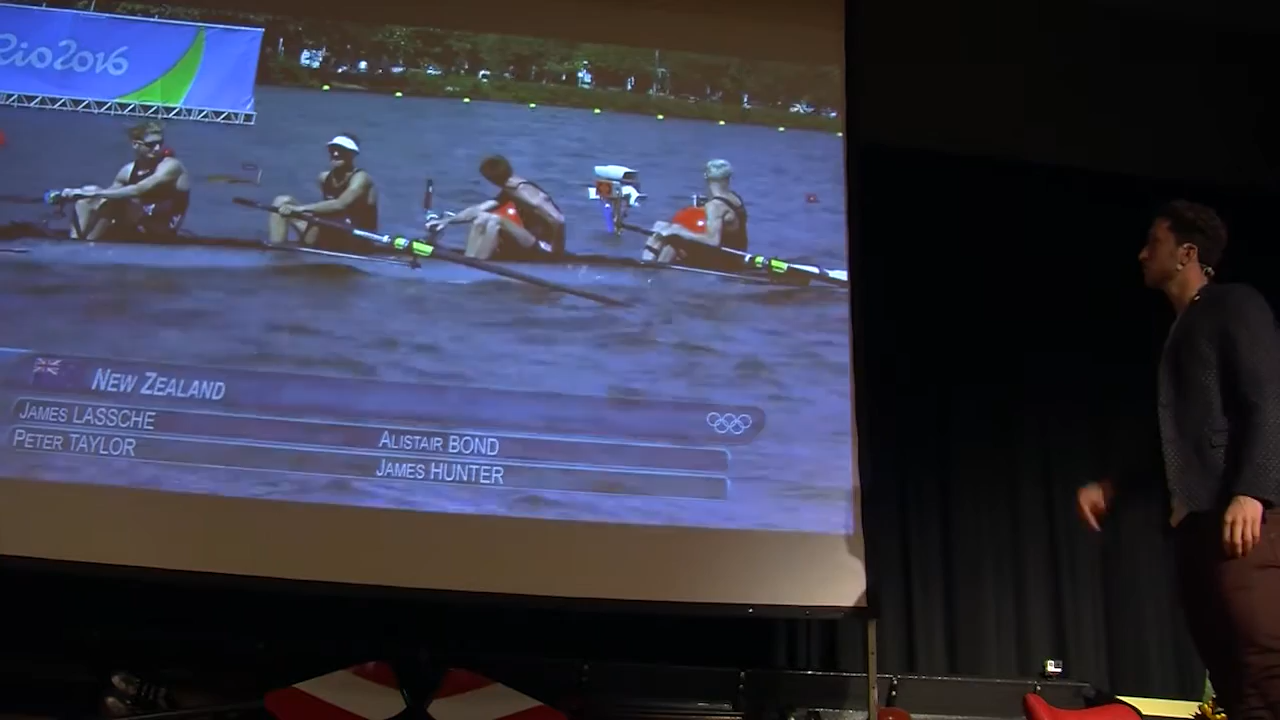 Rio2016
NEW ZEALAND
JAMES LASSCHE
ALISTAIR BOND
PETER TAYLOR
JAMES HUNTER